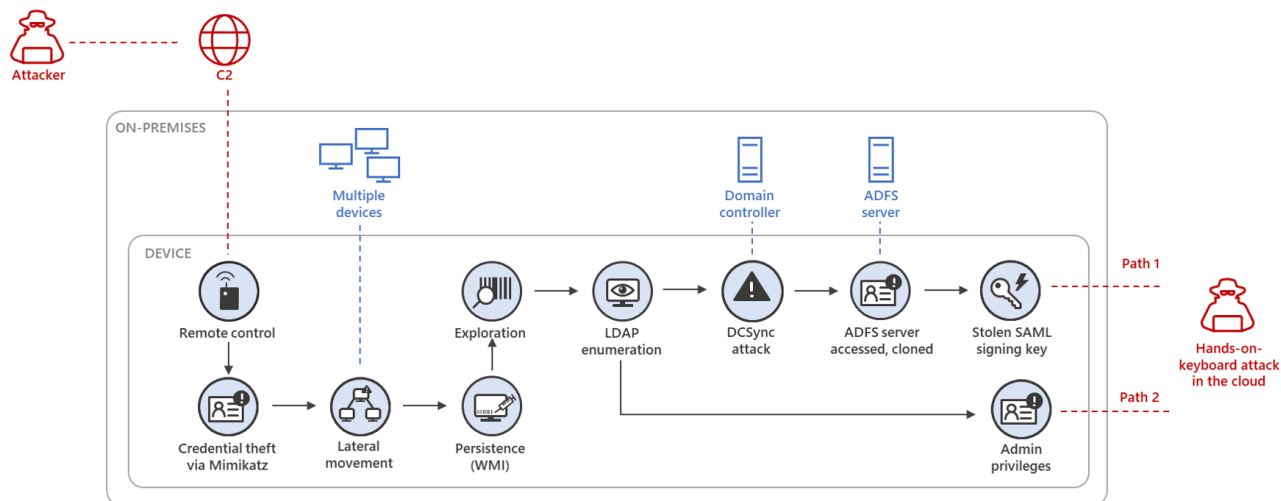 Attacker
C2
ON-PREMISES
Multiple
devices
Domain
controller
ADFS
server
DEVICE
Remote control
Exploration
LDAP
enumeration
DCSync
attack
ADFS server
accessed, cloned
Stolen SAML
signing key
Path 1
Hands-on-
keyboard attack
in the cloud
Path 2
Credential theft
via Mimikatz
Lateral
movement
Persistence
(WMI)
Admin
privileges